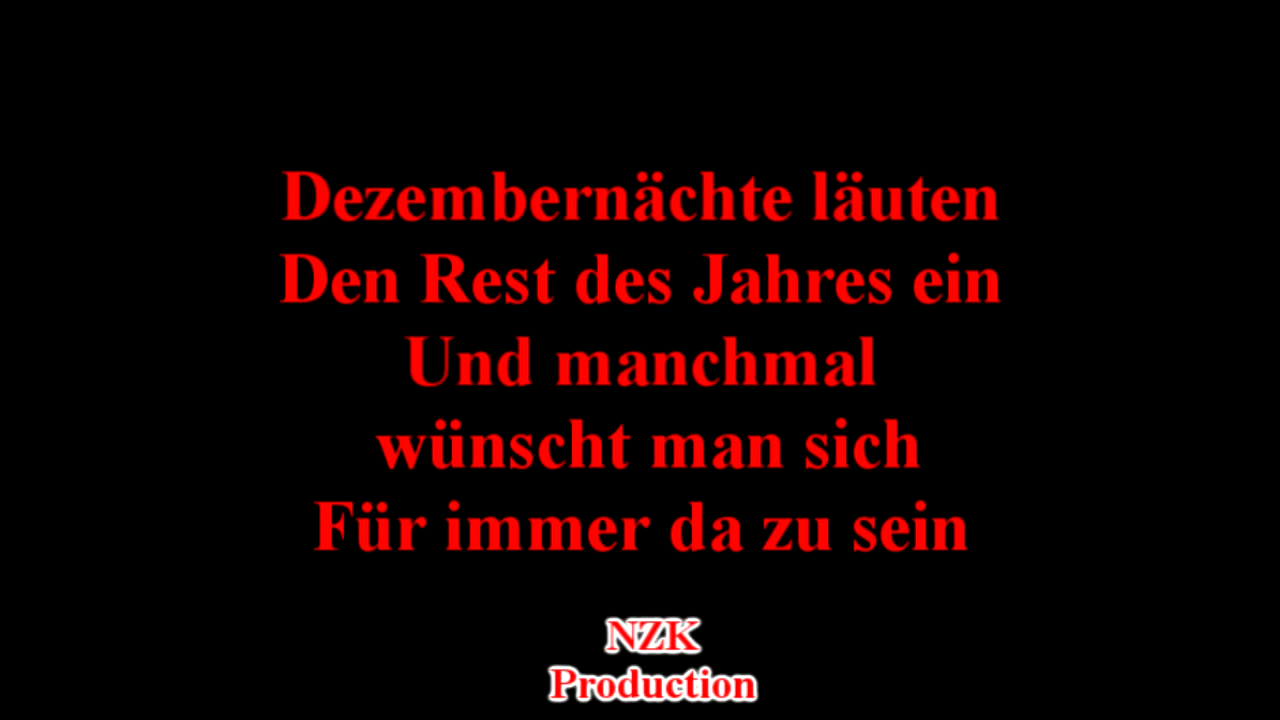 Dezembernächte läuten
Den Rest des Jahres ein
Und manchmal
wünscht man sich
Für immer da zu sein
NZK
Production